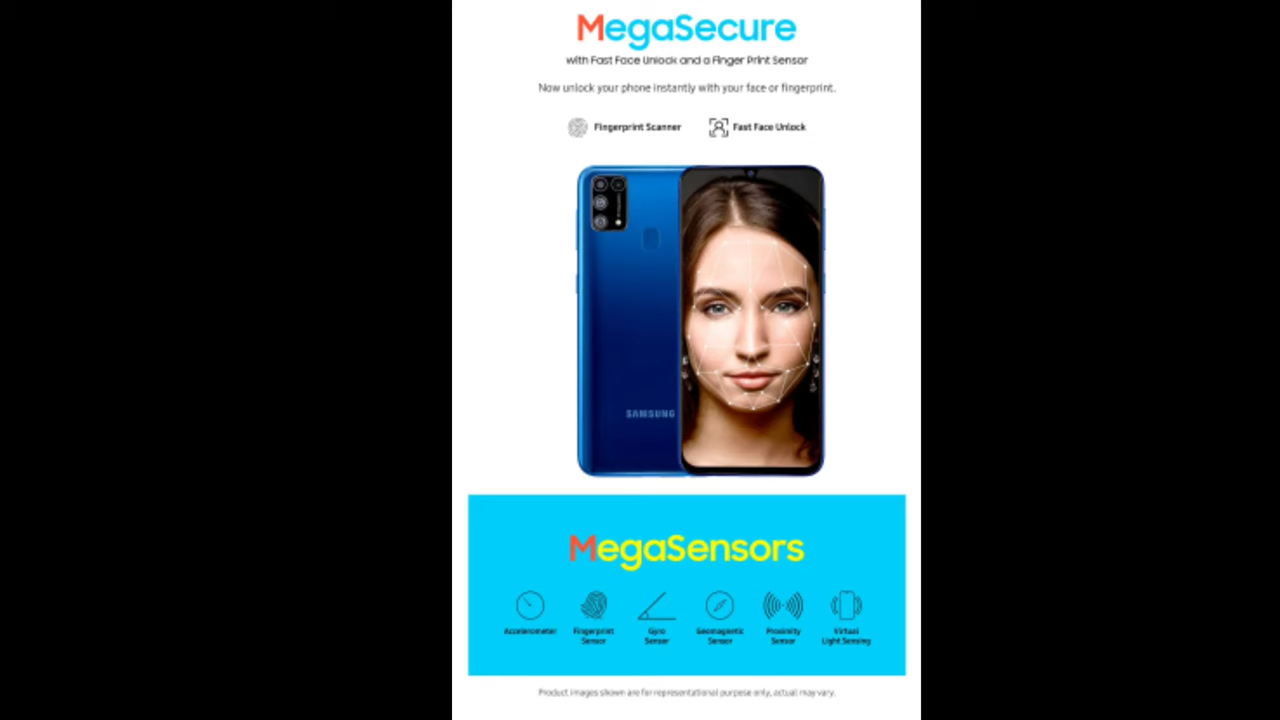 MegaSecure
with Fast Face Unlock and a Finger Print Sensor
Now unlock your phone instantly with your face or fingerprint.
Fingerprint Scanner Fast Face Unlock
SAMSUNG
MegaSensors
Accelerometer Fingerprint Sensor Gyro Sensor Geomagnetic Sensor Proximity Sensor Virtual Light Sensing
Product images shown are for representational purpose only, actual may vary.